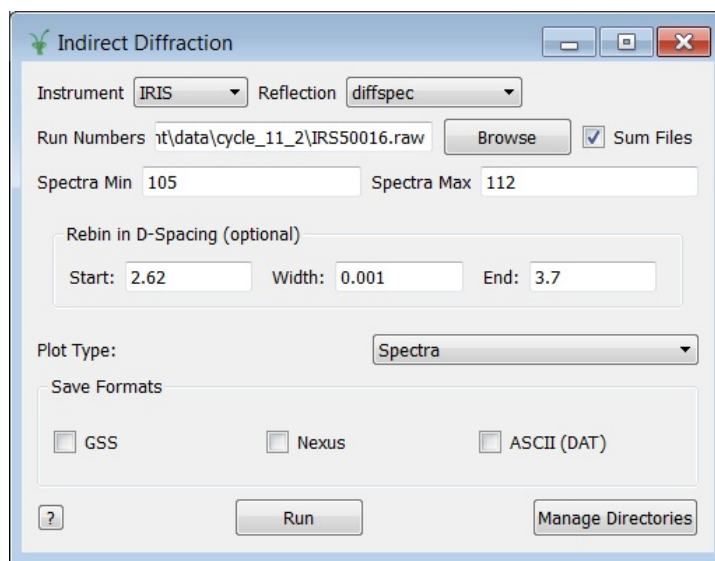 Indirect Diffraction
Instrument IRIS Reflection diffspec
Run Numbers nt\data\cycle_11_2\IRS50016.raw Browse Sum Files
Spectra Min 105 Spectra Max 112
Rebin in D-Spacing (optional)
Start: 2.62 Width: 0.001 End: 3.7
Plot Type: Spectra
Save Formats
GSS Nexus ASCII (DAT)
? Run Manage Directories